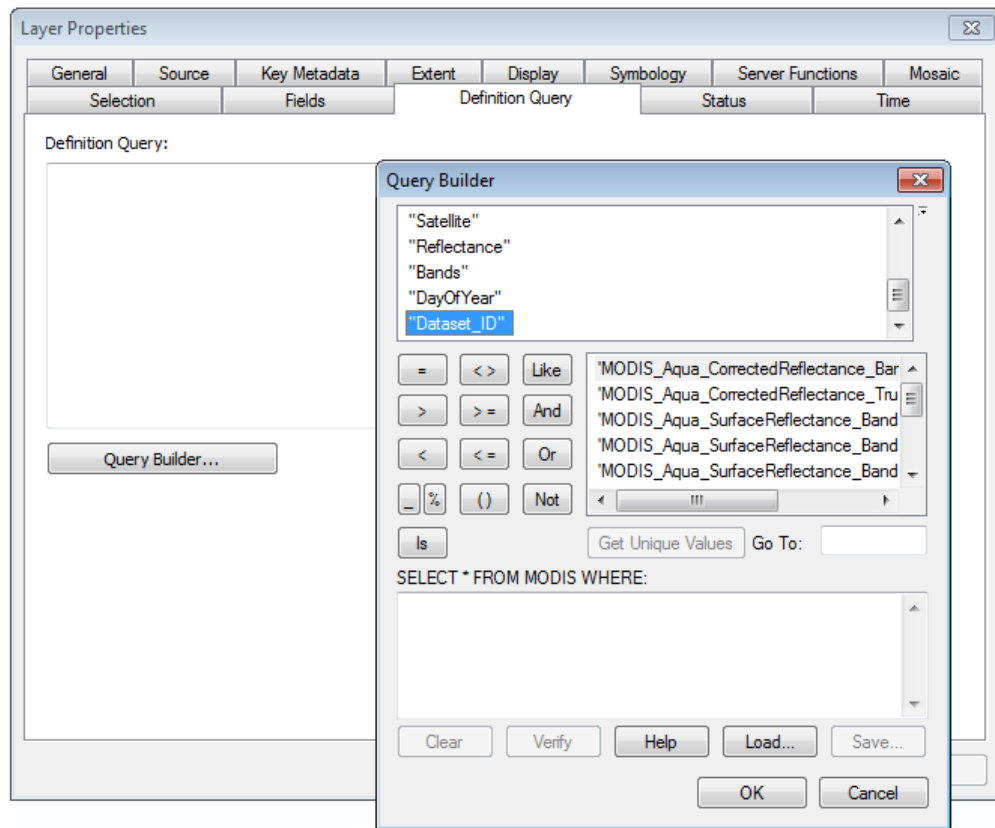 Layer Properties
General Source Key Metadata Extent Display Symbology Server Functions Mosaic
Selection Fields Definition Query Status Time
Definition Query:
Query Builder...
Query Builder
"Satellite"
"Reflectance"
"Bands"
"DayOfYear"
"Dataset_ID"
= <> Like
> >= And
< <= Or
_ % () Not
Is
'MODIS_Aqua_CorrectedReflectance_Bar
'MODIS_Aqua_CorrectedReflectance_Tru
'MODIS_Aqua_SurfaceReflectance_Band
'MODIS_Aqua_SurfaceReflectance_Band
'MODIS_Aqua_SurfaceReflectance_Band
Get Unique Values Go To:
SELECT * FROM MODIS WHERE:
Clear Verify Help Load... Save...
OK Cancel